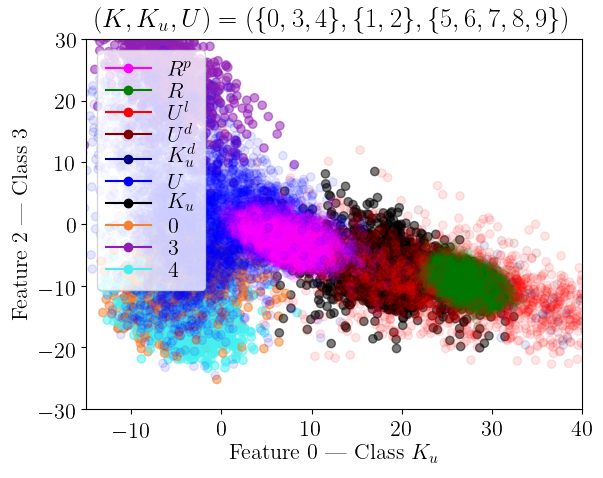 (K, K_u, U) = ({0, 3, 4}, {1, 2}, {5, 6, 7, 8, 9})
30
20
10
0
−10
−20
−30
Feature 2 — Class 3
R^p
R
U^l
U^d
K_u^d
U
K_u
0
3
4
−10 0 10 20 30 40
Feature 0 — Class K_u